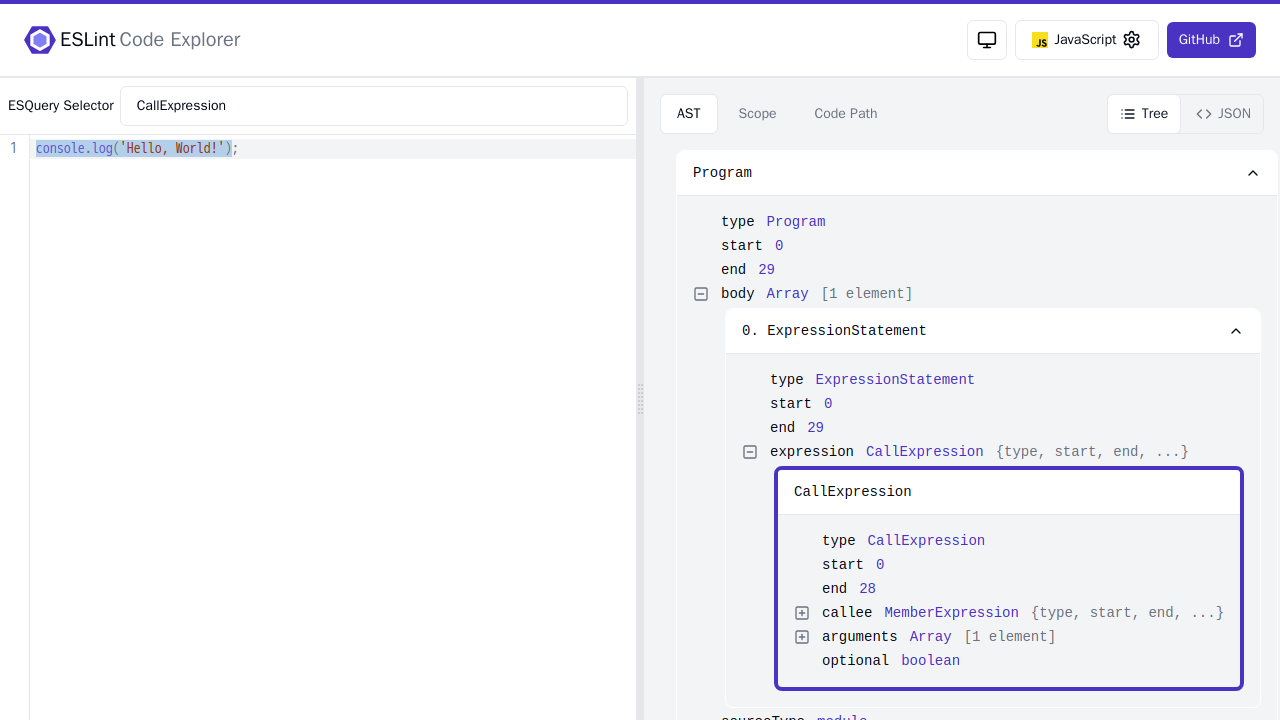 ESLint Code Explorer
JS JavaScript
GitHub
ESQuery Selector
CallExpression
1 console.log('Hello, World!');
AST Scope Code Path
Tree JSON
Program
type Program
start 0
end 29
body Array [1 element]
0. ExpressionStatement
type ExpressionStatement
start 0
end 29
expression CallExpression {type, start, end, ...}
CallExpression
type CallExpression
start 0
end 28
callee MemberExpression {type, start, end, ...}
arguments Array [1 element]
optional boolean
sourceType module